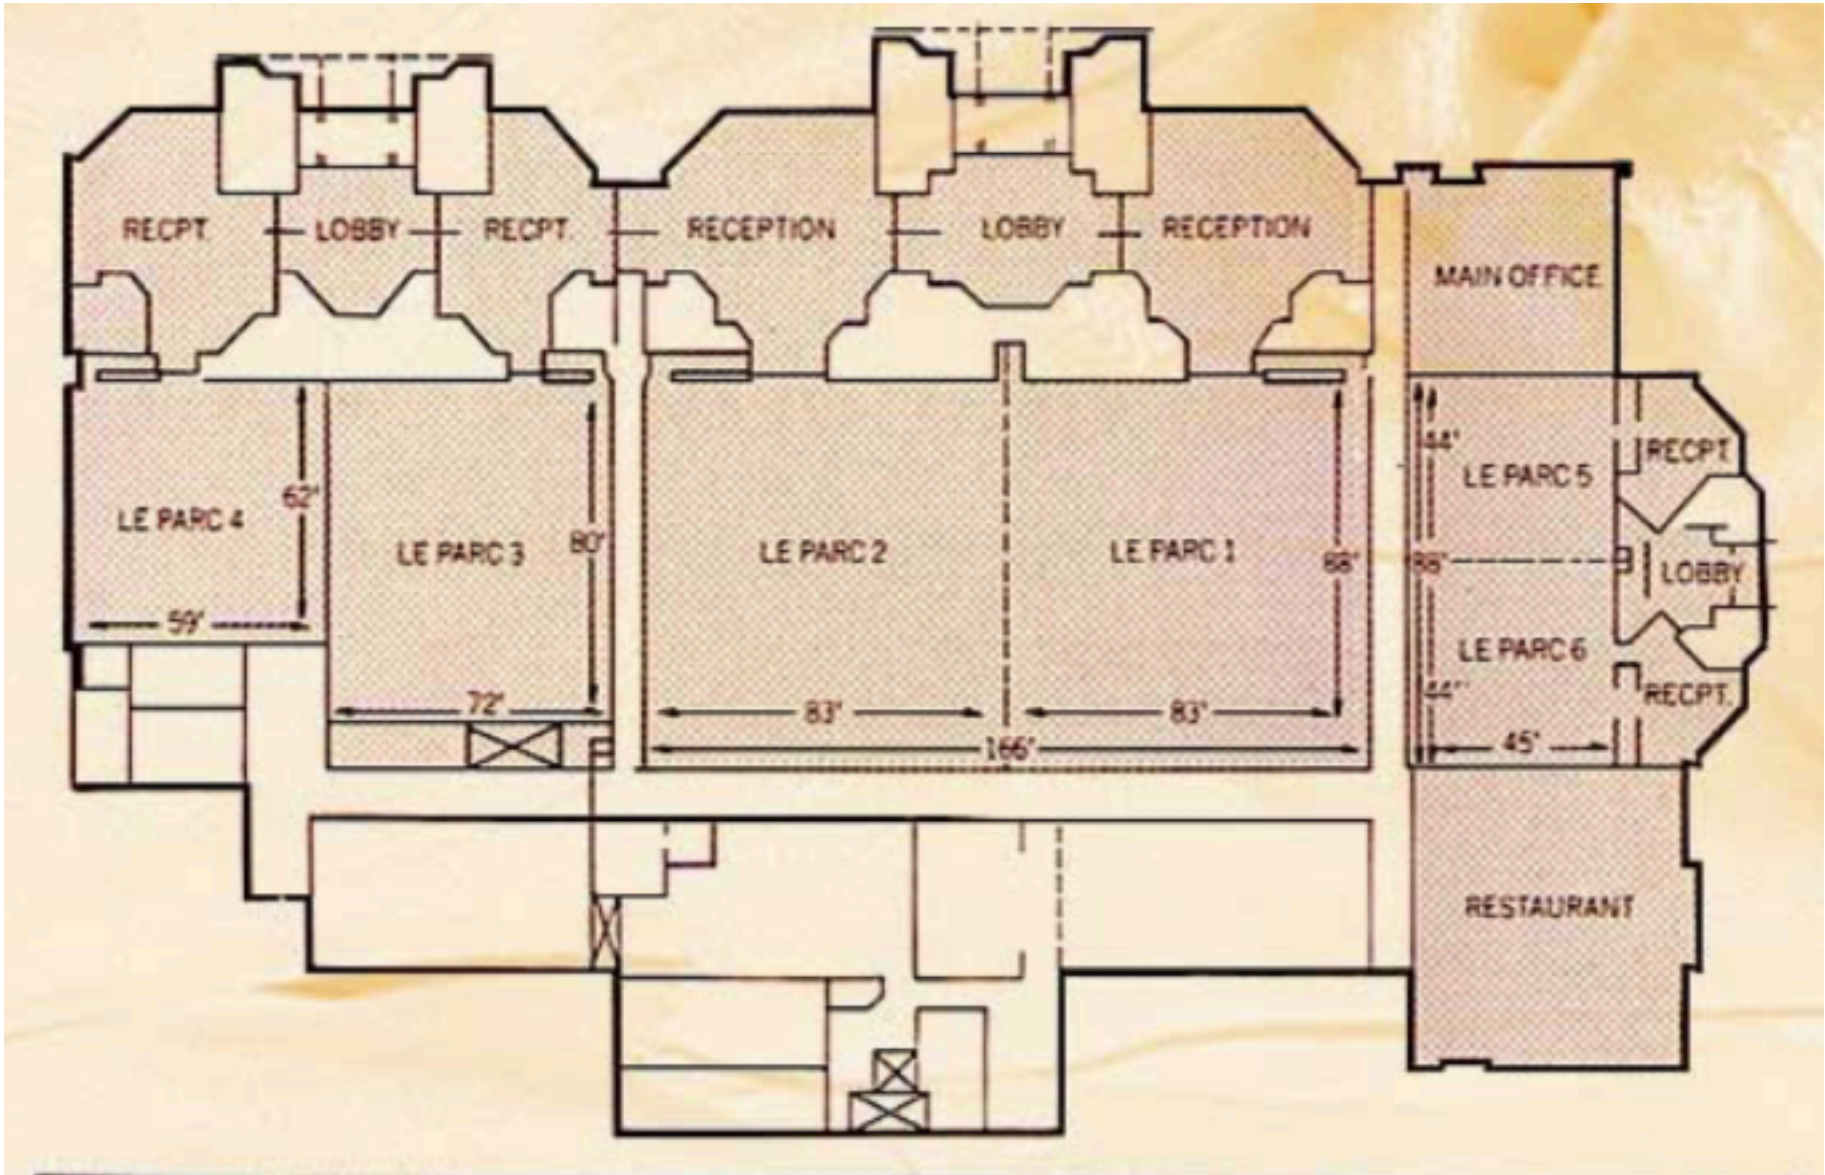 RECPT.
LOBBY
RECPT.
RECEPTION
LOBBY
RECEPTION
MAIN OFFICE
44'
RECPT.
LE PARC 5
62'
LE PARC 4
LE PARC 3
80'
LE PARC 2
LE PARC 1
88'
LOBBY
59'
LE PARC 6
44'
RECPT.
72'
83'
83'
166'
45'
RESTAURANT